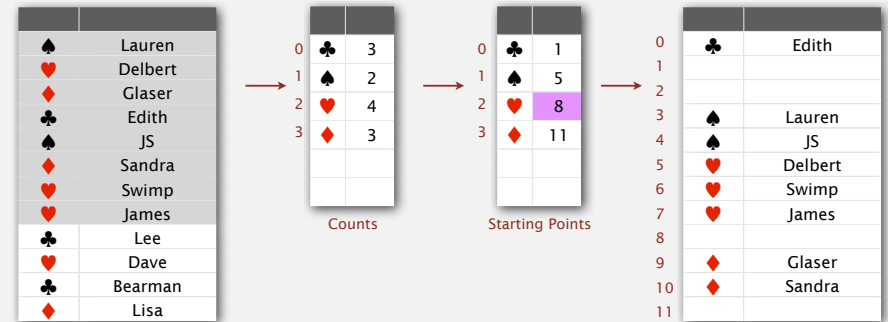 ♠ Lauren
♥ Delbert
♦ Glaser
♣ Edith
♠ JS
♦ Sandra
♥ Swimp
♥ James
♣ Lee
♥ Dave
♣ Bearman
♦ Lisa
0 ♣ 3
1 ♠ 2
2 ♥ 4
3 ♦ 3
Counts
0 ♣ 1
1 ♠ 5
2 ♥ 8
3 ♦ 11
Starting Points
0 ♣ Edith
1
2
3 ♠ Lauren
4 ♠ JS
5 ♥ Delbert
6 ♥ Swimp
7 ♥ James
8
9 ♦ Glaser
10 ♦ Sandra
11